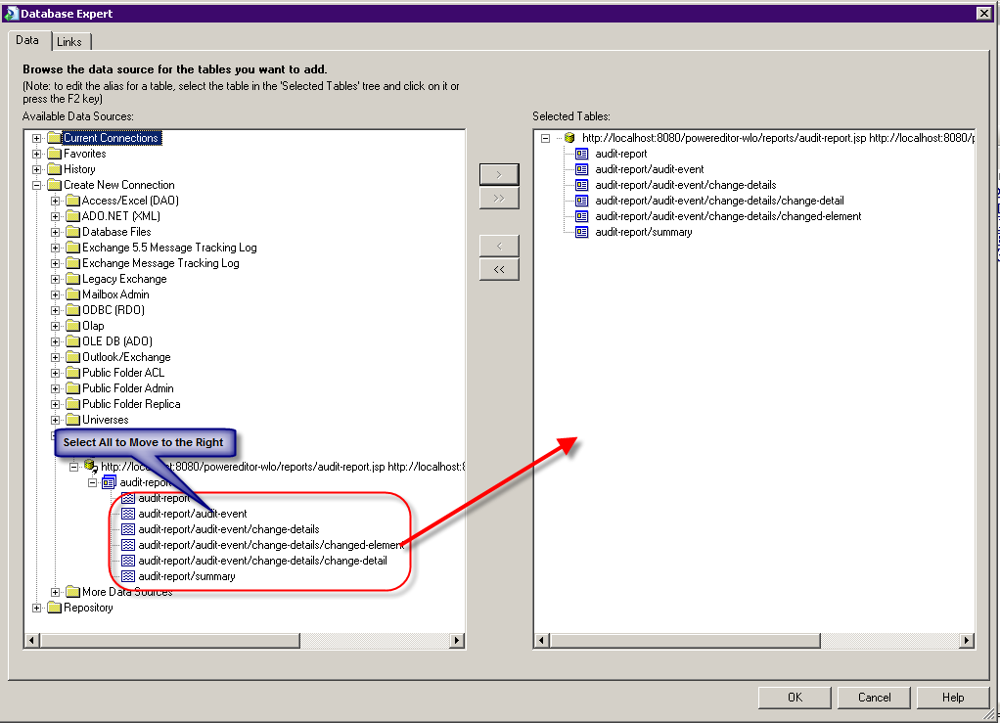 Database Expert
Data
Links
Browse the data source for the tables you want to add.
(Note: to edit the alias for a table, select the table in the 'Selected Tables' tree and click on it or
press the F2 key)
Available Data Sources:
Current Connections
Favorites
History
Create New Connection
Access/Excel (DAO)
ADO.NET (XML)
Database Files
Exchange 5.5 Message Tracking Log
Exchange Message Tracking Log
Legacy Exchange
Mailbox Admin
ODBC (RDO)
Olap
OLE DB (ADO)
Outlook/Exchange
Public Folder ACL
Public Folder Admin
Public Folder Replica
Universes
Select All to Move to the Right
:8080/powereditor-wlo/reports/audit-report.jsp http://localhost:8
audit-report
audit-report
audit-report/audit-event
audit-report/audit-event/change-details
audit-report/audit-event/change-details/changed-element
audit-report/audit-event/change-details/change-detail
audit-report/summary
More Data Sources
Repository
>
>>
<
<<
Selected Tables:
http://localhost:8080/powereditor-wlo/reports/audit-report.jsp http://localhost:8080/p
audit-report
audit-report/audit-event
audit-report/audit-event/change-details
audit-report/audit-event/change-details/change-detail
audit-report/audit-event/change-details/changed-element
audit-report/summary
OK
Cancel
Help